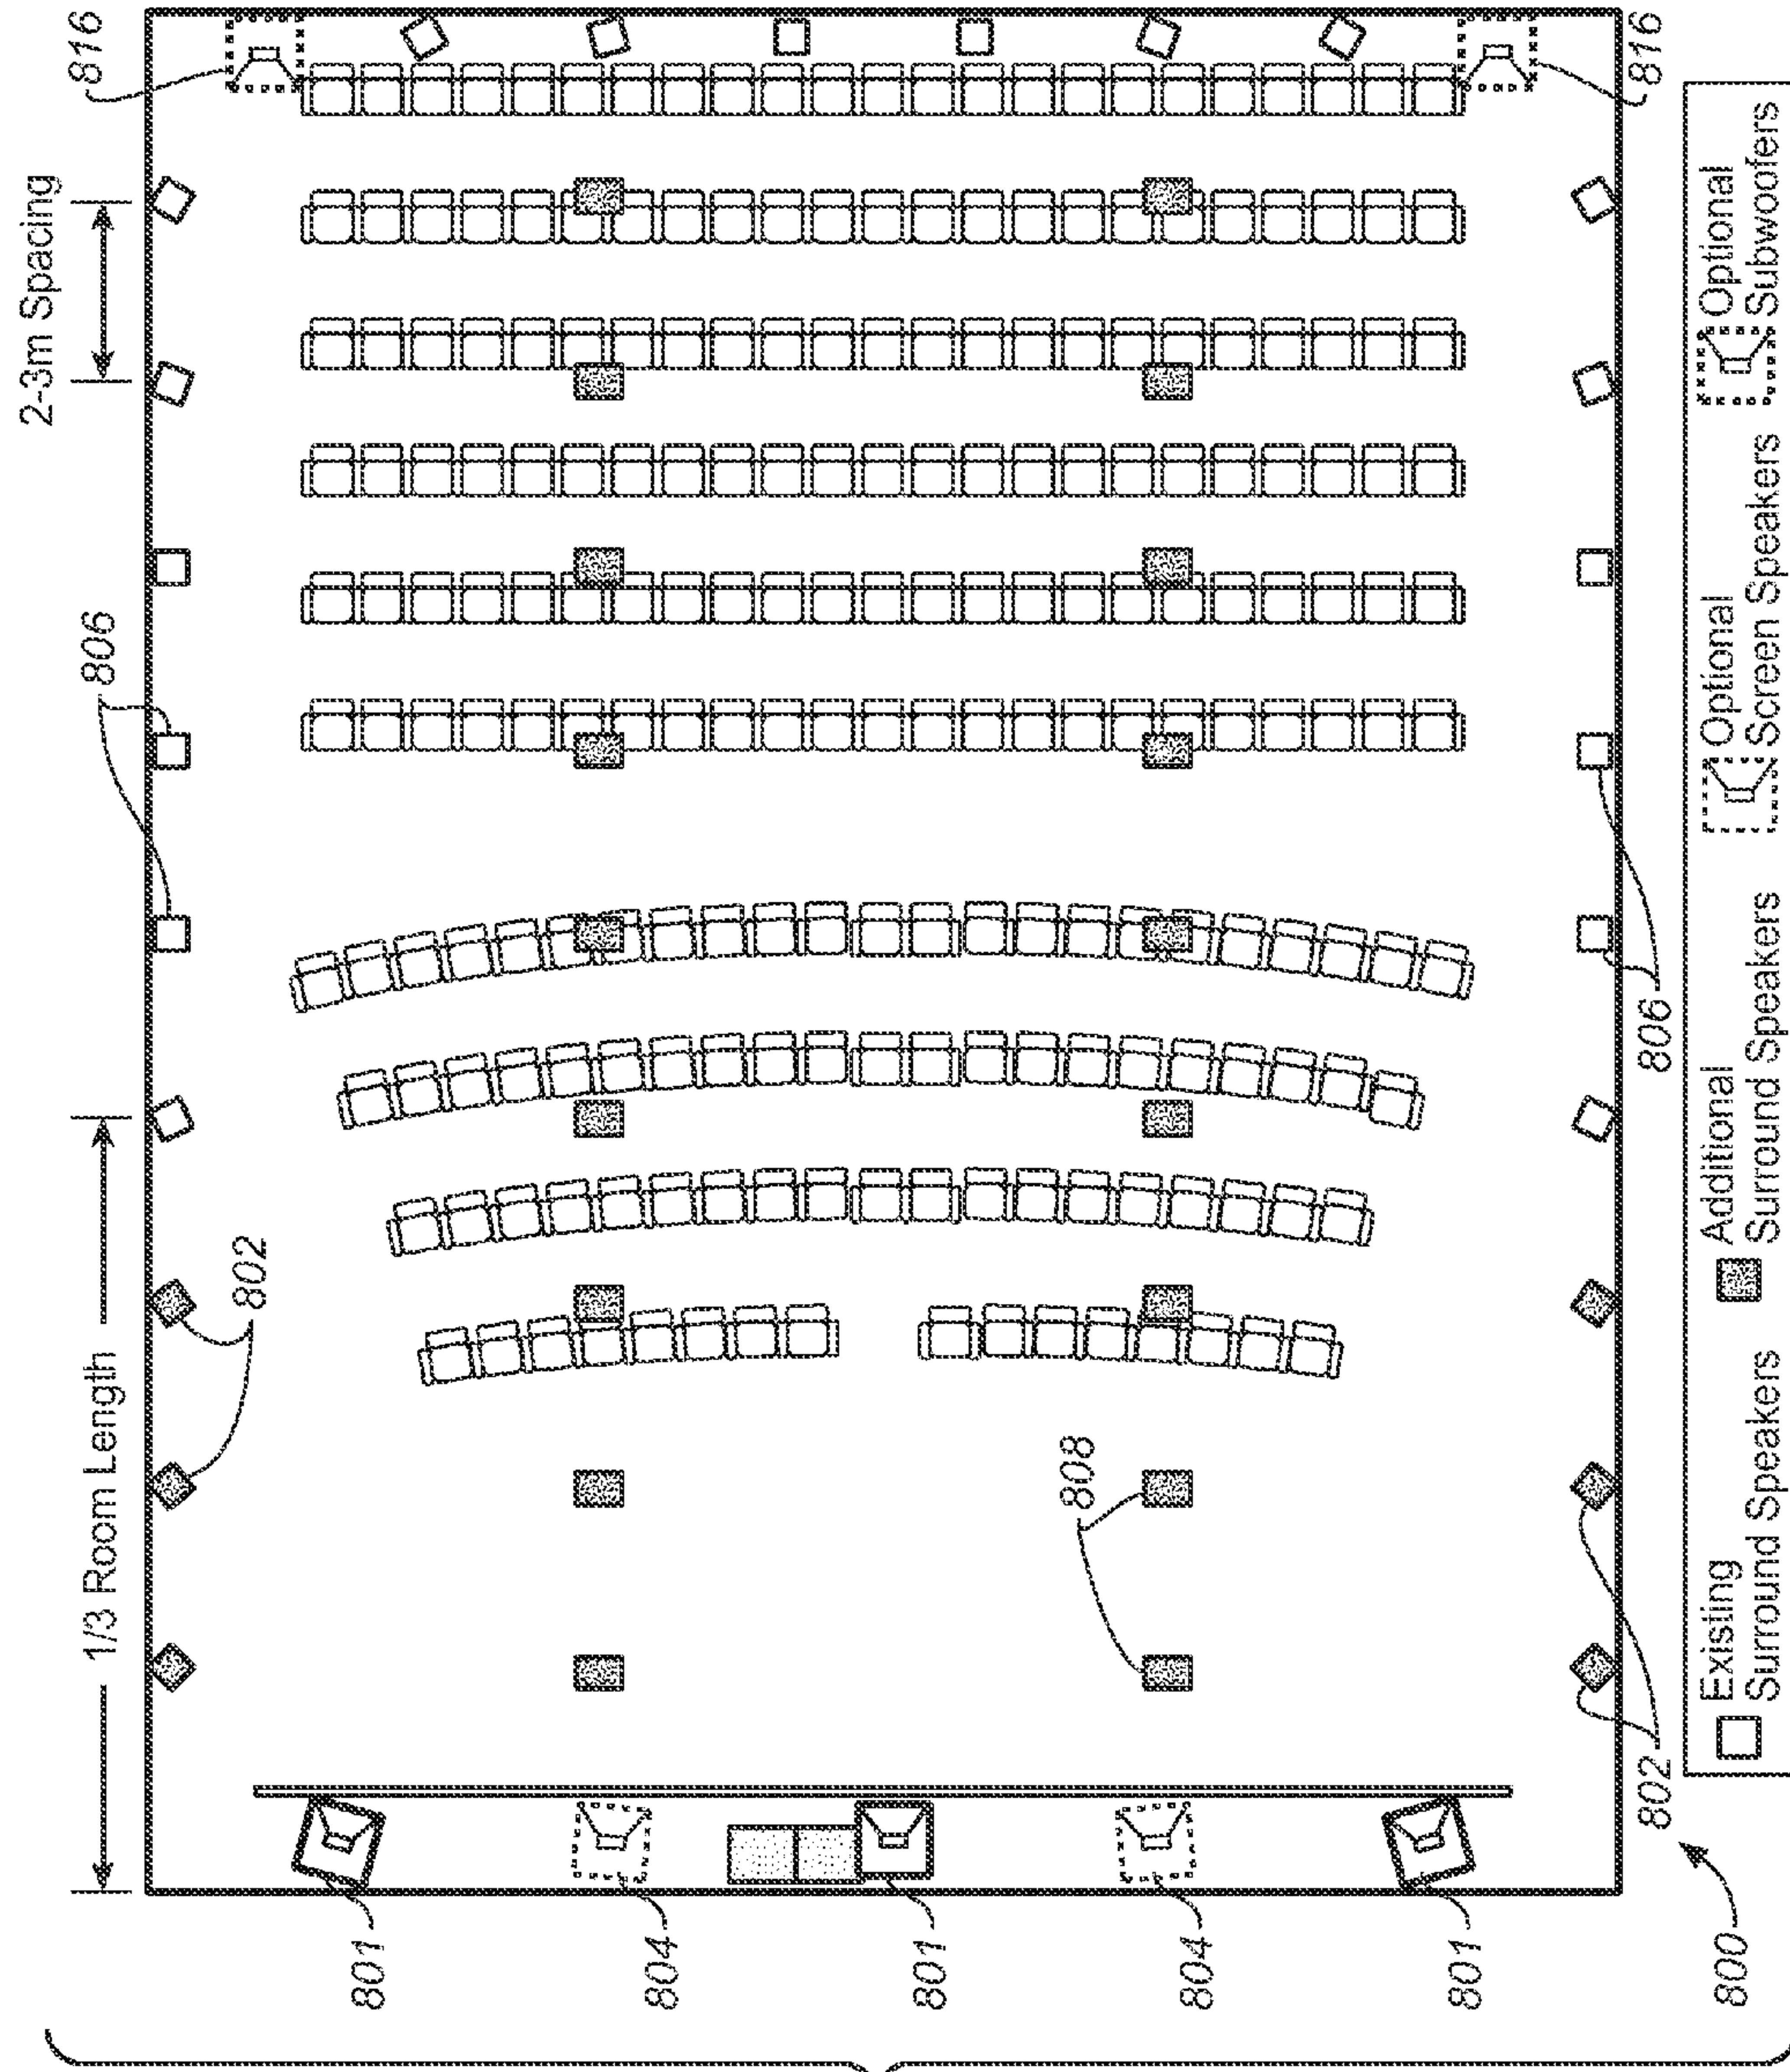 816
2-3m Spacing
806
1/3 Room Length
802
808
801
804
801
804
801
816
806
802
800
Existing
Surround Speakers
Additional
Surround Speakers
Optional
Screen Speakers
Optional
Subwoofers